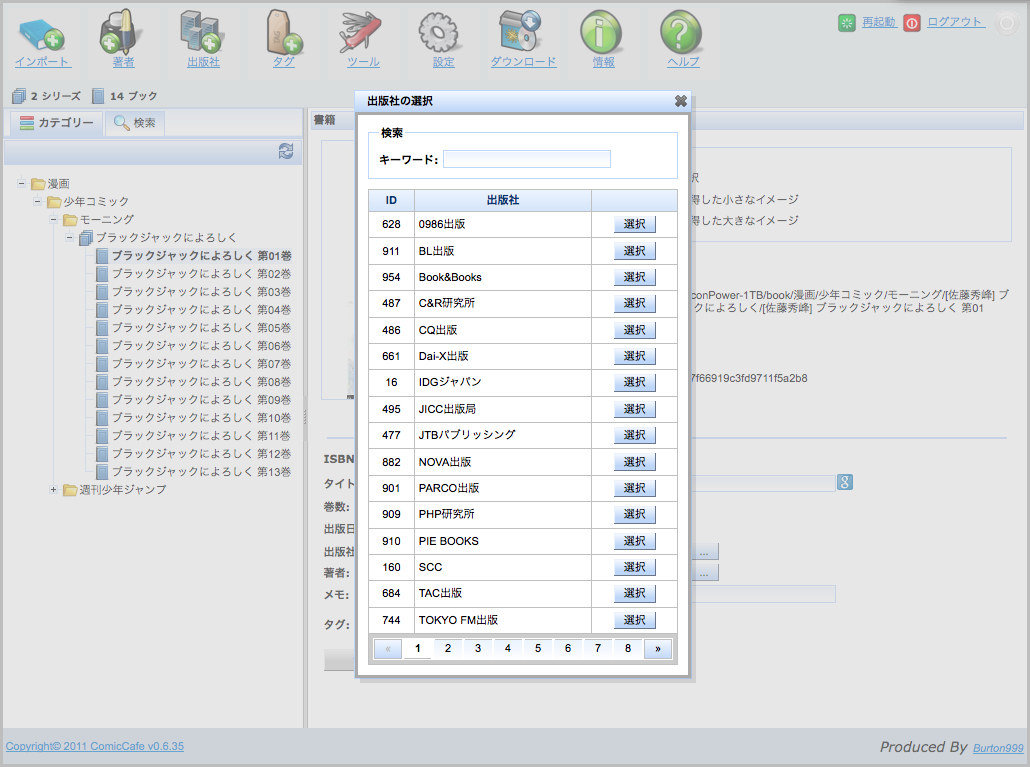 インポート
著者
出版社
タグ
ツール
設定
ダウンロード
情報
ヘルプ
再起動
ログアウト
2 シリーズ 14 ブック
カテゴリー
検索
漫画
少年コミック
モーニング
ブラックジャックによろしく
ブラックジャックによろしく 第01巻
ブラックジャックによろしく 第02巻
ブラックジャックによろしく 第03巻
ブラックジャックによろしく 第04巻
ブラックジャックによろしく 第05巻
ブラックジャックによろしく 第06巻
ブラックジャックによろしく 第07巻
ブラックジャックによろしく 第08巻
ブラックジャックによろしく 第09巻
ブラックジャックによろしく 第10巻
ブラックジャックによろしく 第11巻
ブラックジャックによろしく 第12巻
ブラックジャックによろしく 第13巻
週刊少年ジャンプ
書籍
出版社の選択
検索
キーワード:
ID 出版社
628 0986出版 選択
911 BL出版 選択
954 Book&Books 選択
487 C&R研究所 選択
486 CQ出版 選択
661 Dai-X出版 選択
16 IDGジャパン 選択
495 JICC出版局 選択
477 JTBパブリッシング 選択
882 NOVA出版 選択
901 PARCO出版 選択
909 PHP研究所 選択
910 PIE BOOKS 選択
160 SCC 選択
684 TAC出版 選択
744 TOKYO FM出版 選択
« 1 2 3 4 5 6 7 8 »
択
得した小さなイメージ
得した大きなイメージ
conPower-1TB/book/漫画/少年コミック/モーニング/[佐藤秀峰] ブ
クによろしく/[佐藤秀峰] ブラックジャックによろしく 第01
7f66919c3fd9711f5a2b8
ISBN
タイト
巻数:
出版日
出版社 ...
著者: ...
メモ:
タグ:
Copyright© 2011 ComicCafe v0.6.35
Produced By Burton999